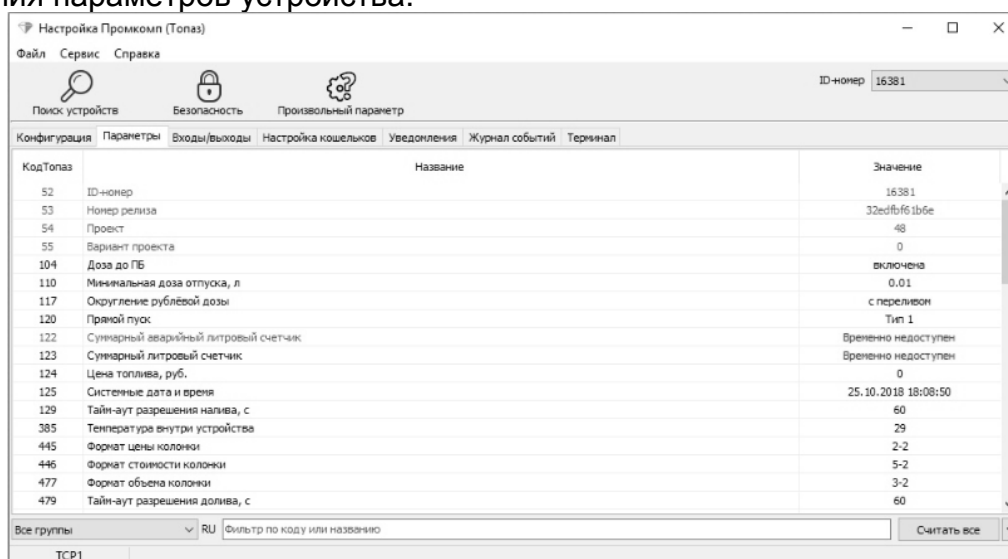 ния параметров устройства.
Настройка Промкомп (Топаз)
Файл Сервис Справка
ID-номер 16381
Поиск устройств Безопасность Произвольный параметр
Конфигурация Параметры Входы/выходы Настройка кошельков Уведомления Журнал событий Терминал
КодТопаз Название Значение
52 ID-номер 16381
53 Номер релиза 32edfbf61b6e
54 Проект 48
55 Вариант проекта 0
104 Доза до ПБ включена
110 Минимальная доза отпуска, л 0.01
117 Округление рублёвой дозы с переливом
120 Прямой пуск Тип 1
122 Суммарный аварийный литровый счетчик Временно недоступен
123 Суммарный литровый счетчик Временно недоступен
124 Цена топлива, руб. 0
125 Системные дата и время 25.10.2018 18:08:50
129 Тайм-аут разрешения налива, с 60
385 Температура внутри устройства 29
445 Формат цены колонки 2-2
446 Формат стоимости колонки 5-2
477 Формат объема колонки 3-2
479 Тайм-аут разрешения долива, с 60
Все группы RU Фильтр по коду или названию Считать все
TCP1